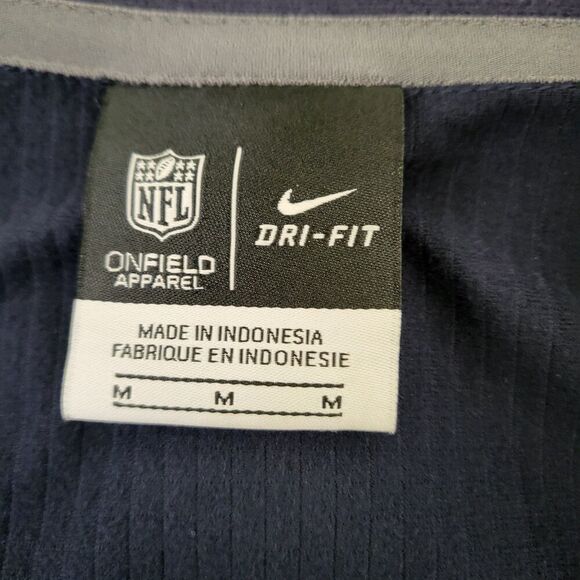 NFL
ONFIELD
APPAREL
DRI-FIT
MADE IN INDONESIA
FABRIQUE EN INDONESIE
M M M